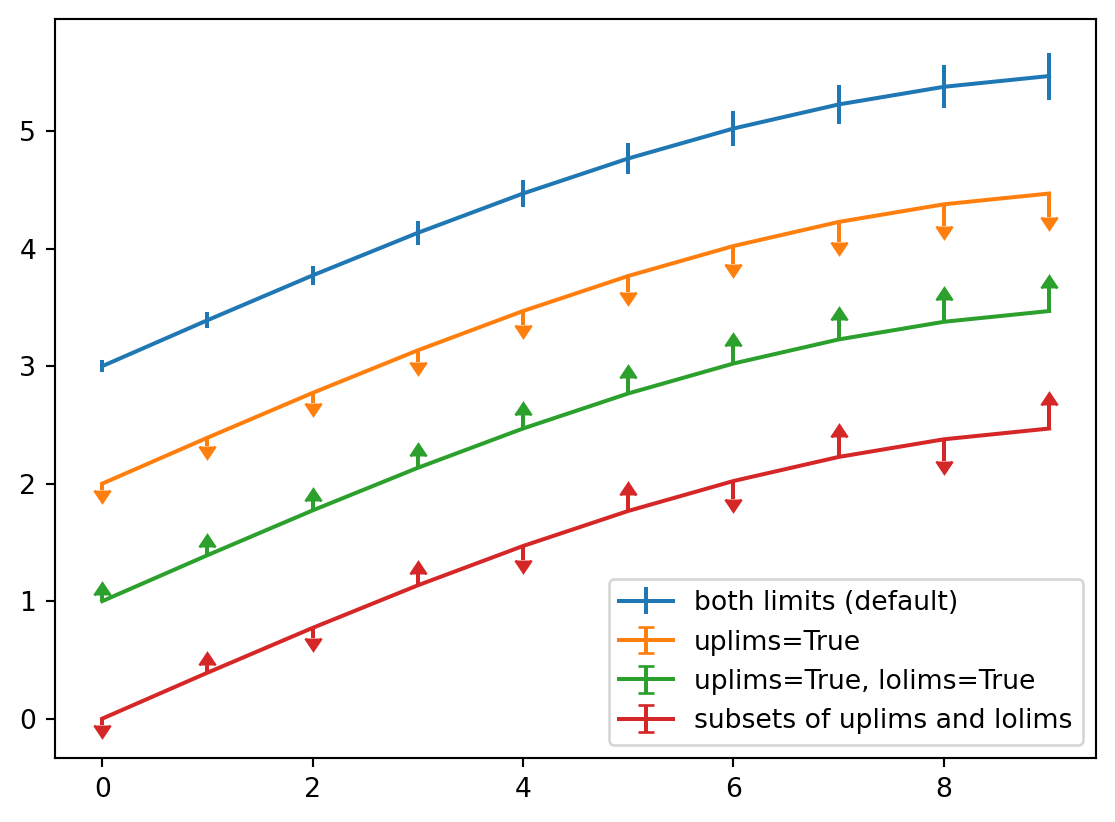 5
4
3
2
1
0
0 2 4 6 8
both limits (default)
uplims=True
uplims=True, lolims=True
subsets of uplims and lolims